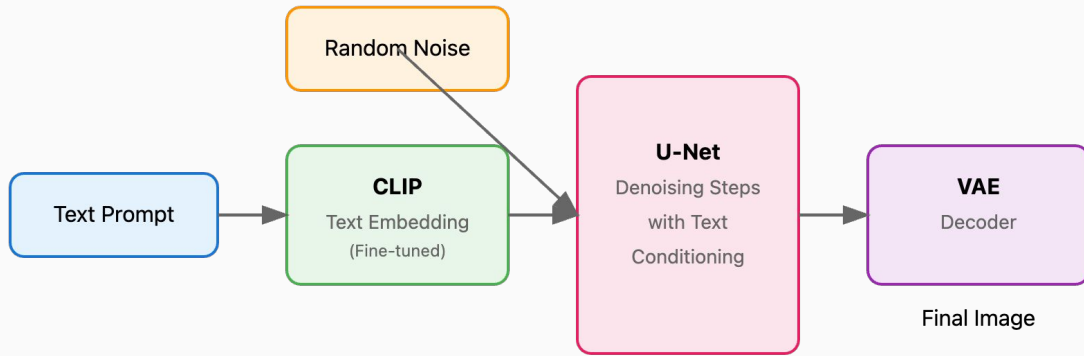 Random Noise
Text Prompt
CLIP
Text Embedding
(Fine-tuned)
U-Net
Denoising Steps
with Text
Conditioning
VAE
Decoder
Final Image